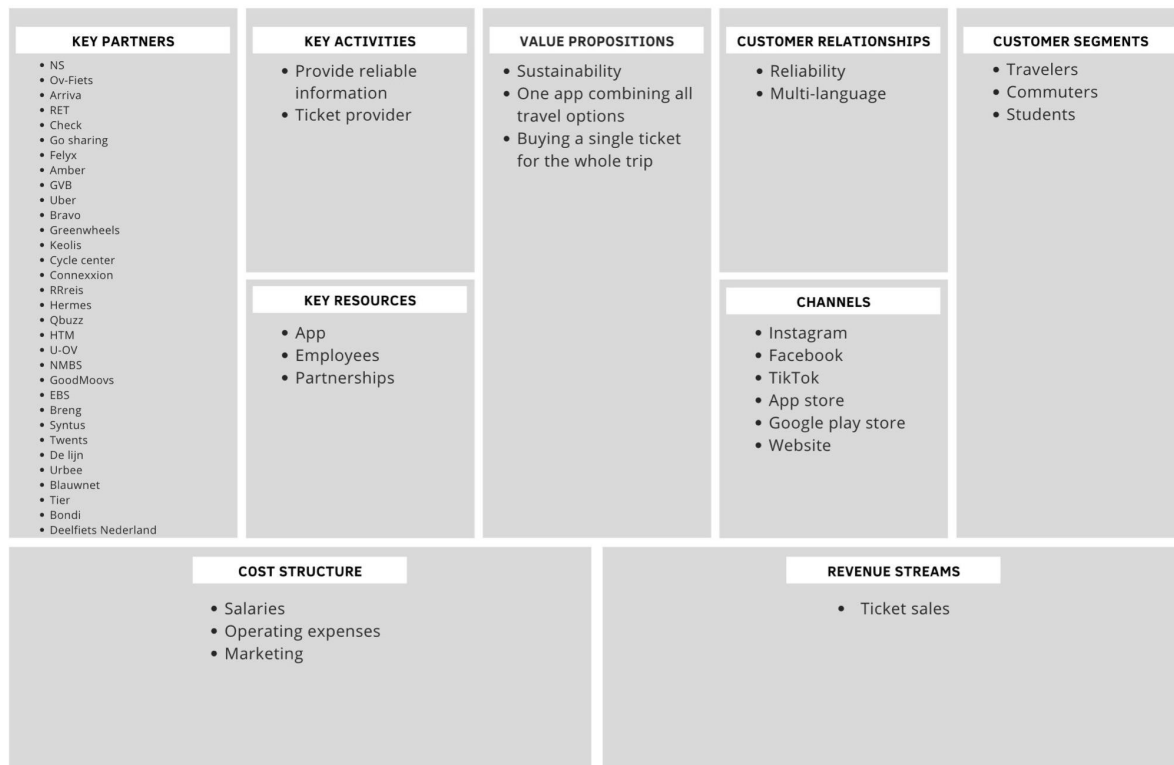 KEY PARTNERS
NS
Ov-Fiets
Arriva
RET
Check
Go sharing
Felyx
Amber
GVB
Uber
Bravo
Greenwheels
Keolis
Cycle center
Connexxion
RRreis
Hermes
Qbuzz
HTM
U-OV
NMBS
GoodMoovs
EBS
Breng
Syntus
Twents
De lijn
Urbee
Blauwnet
Tier
Bondi
Deelfiets Nederland
KEY ACTIVITIES
Provide reliable
information
Ticket provider
KEY RESOURCES
App
Employees
Partnerships
VALUE PROPOSITIONS
Sustainability
One app combining all
travel options
Buying a single ticket
for the whole trip
CUSTOMER RELATIONSHIPS
Reliability
Multi-language
CHANNELS
Instagram
Facebook
TikTok
App store
Google play store
Website
CUSTOMER SEGMENTS
Travelers
Commuters
Students
COST STRUCTURE
Salaries
Operating expenses
Marketing
REVENUE STREAMS
Ticket sales